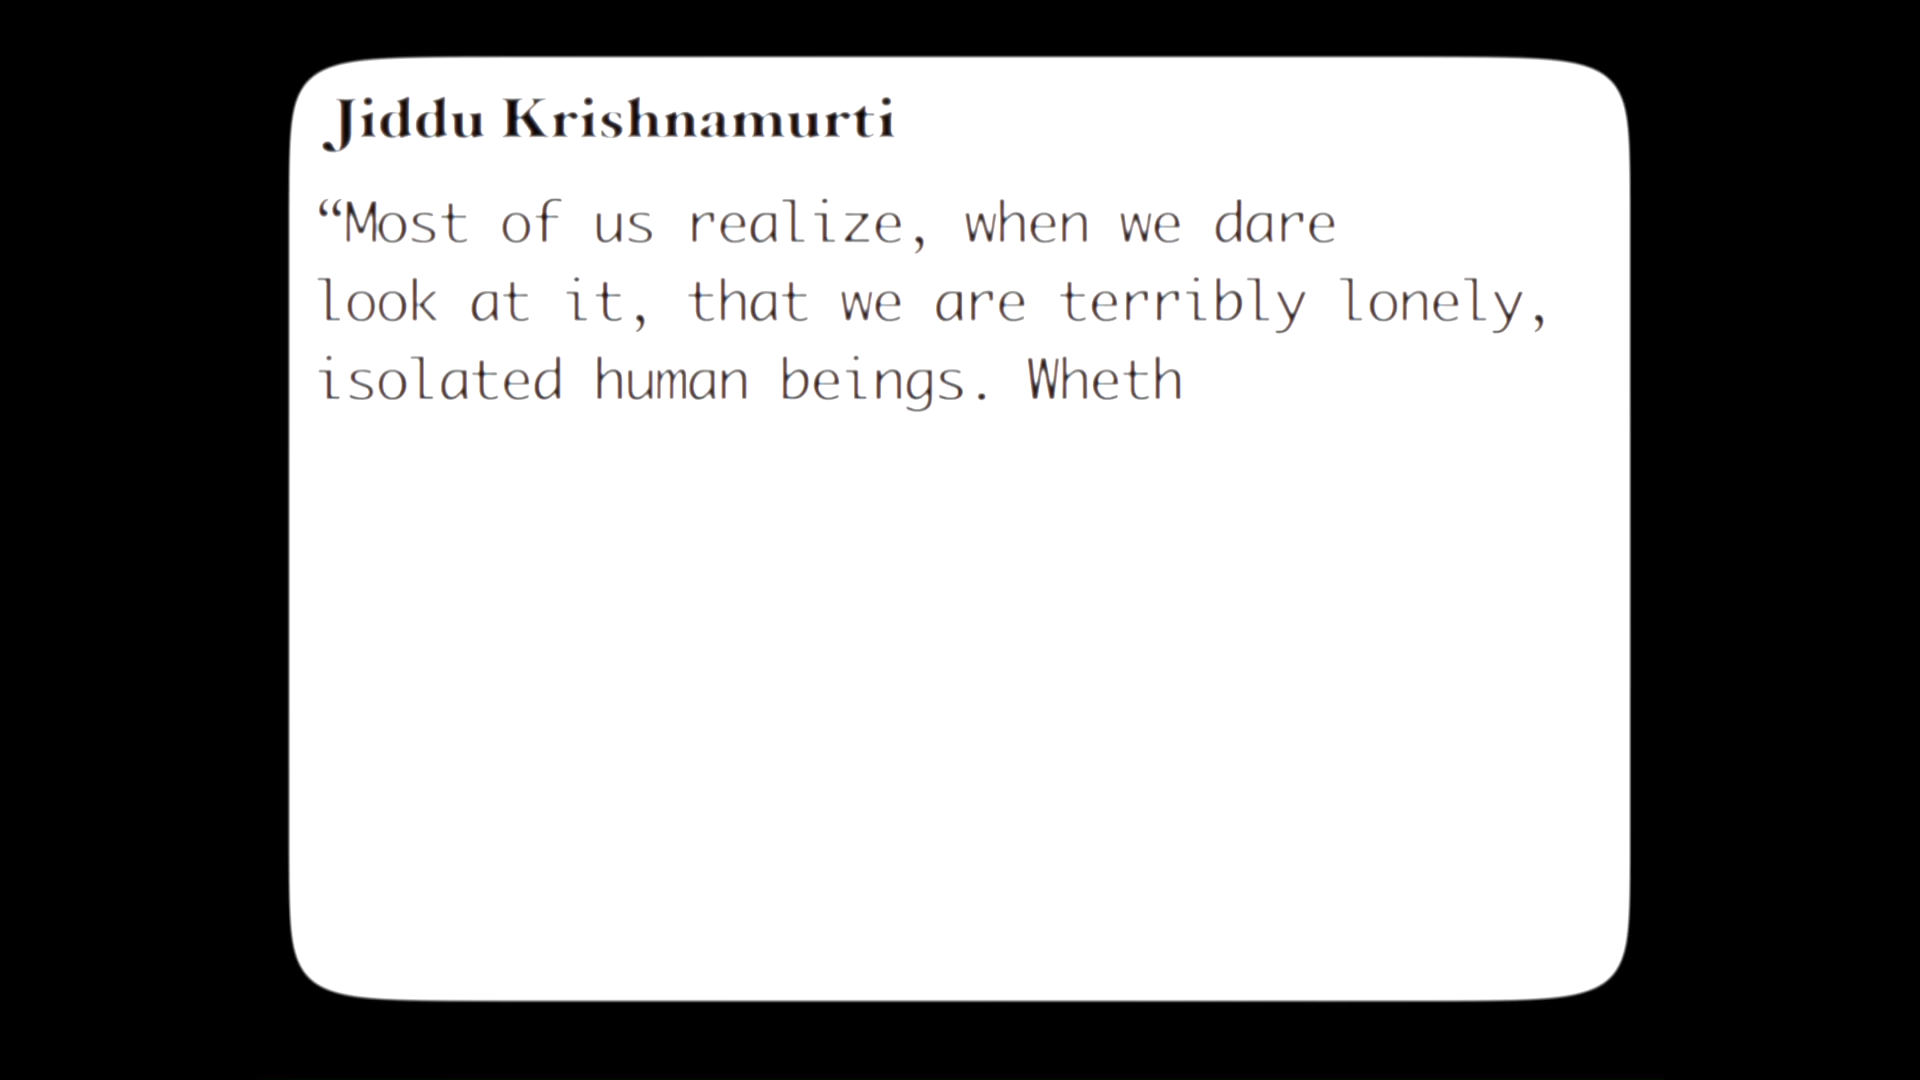 Jiddu Krishnamurti
“Most of us realize, when we dare
look at it, that we are terribly lonely,
isolated human beings. Wheth